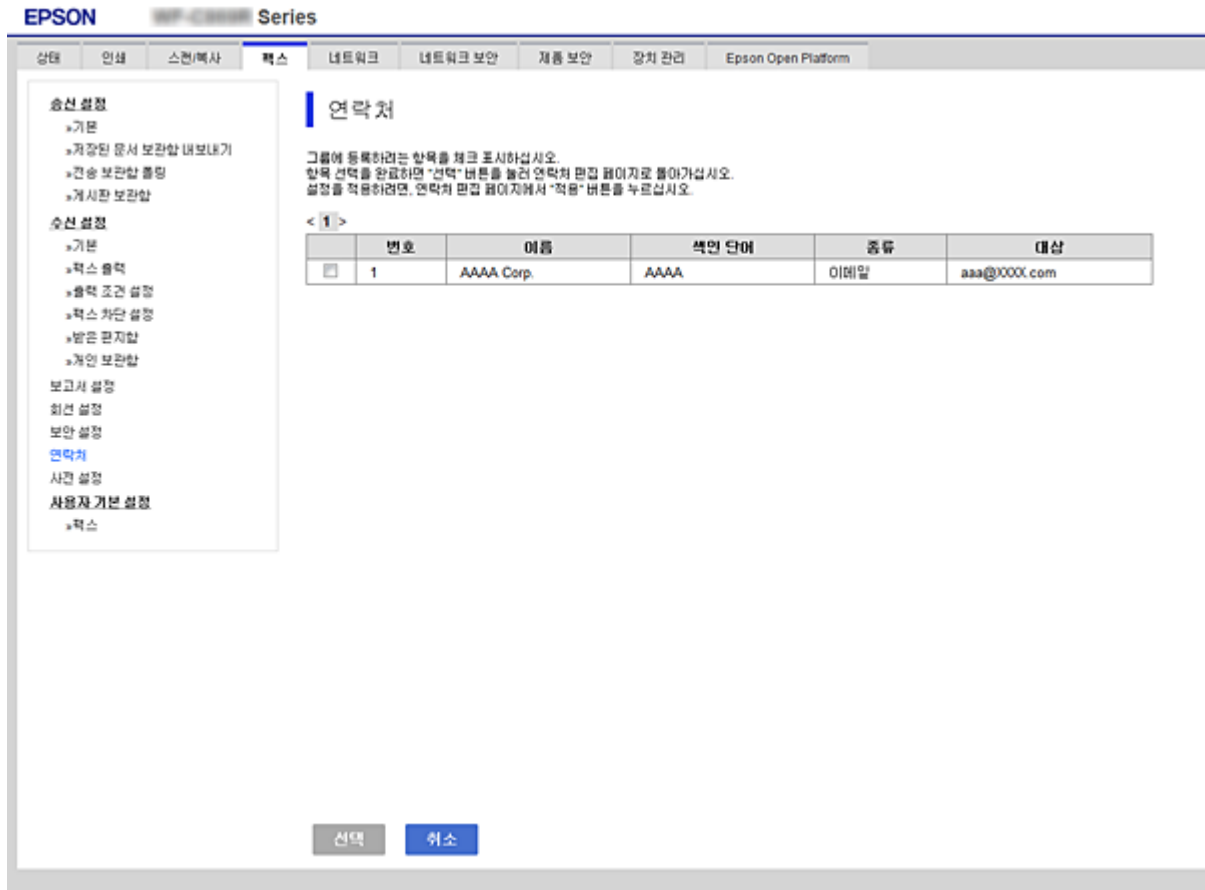 EPSON Series
상태 인쇄 스캔/복사 팩스 네트워크 네트워크 보안 제품 보안 장치 관리 Epson Open Platform
송신 설정
»기본
»저장된 문서 보관함 내보내기
»전송 보관함 폴링
»게시판 보관함
수신 설정
»기본
»팩스 출력
»출력 조건 설정
»팩스 차단 설정
»받은 편지함
»개인 보관함
보고서 설정
회선 설정
보안 설정
연락처
사전 설정
사용자 기본 설정
»팩스
연락처
그룹에 등록하려는 항목을 체크 표시하십시오.
항목 선택을 완료하면 "선택" 버튼을 눌러 연락처 편집 페이지로 돌아가십시오.
설정을 적용하려면, 연락처 편집 페이지에서 "적용" 버튼을 누르십시오.
< 1 >
번호 이름 색인 단어 종류 대상
1 AAAA Corp. AAAA 이메일 aaa@XXXX.com
선택 취소